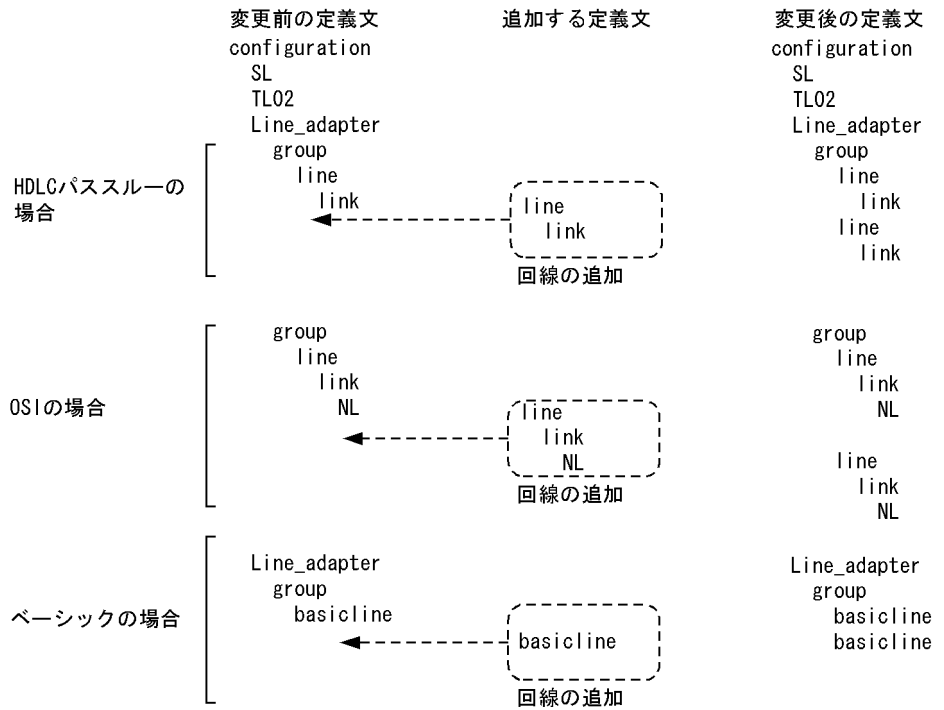 変更前の定義文 追加する定義文 変更後の定義文
configuration configuration
SL SL
TL02 TL02
Line_adapter Line_adapter
group group
HDLCパススルーの
場合
line line
link line link
link line
回線の追加 link
group group
line line
link link
OSIの場合
NL line NL
link
NL line
回線の追加 link
NL
Line_adapter Line_adapter
group group
ベーシックの場合
basicline basicline
basicline basicline
回線の追加